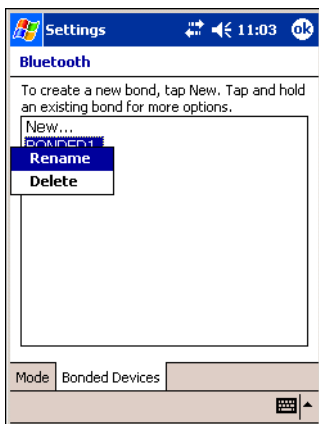 Settings 11:03 ok
Bluetooth
To create a new bond, tap New. Tap and hold
an existing bond for more options.
New...
BONDED1
Rename
Delete
Mode Bonded Devices